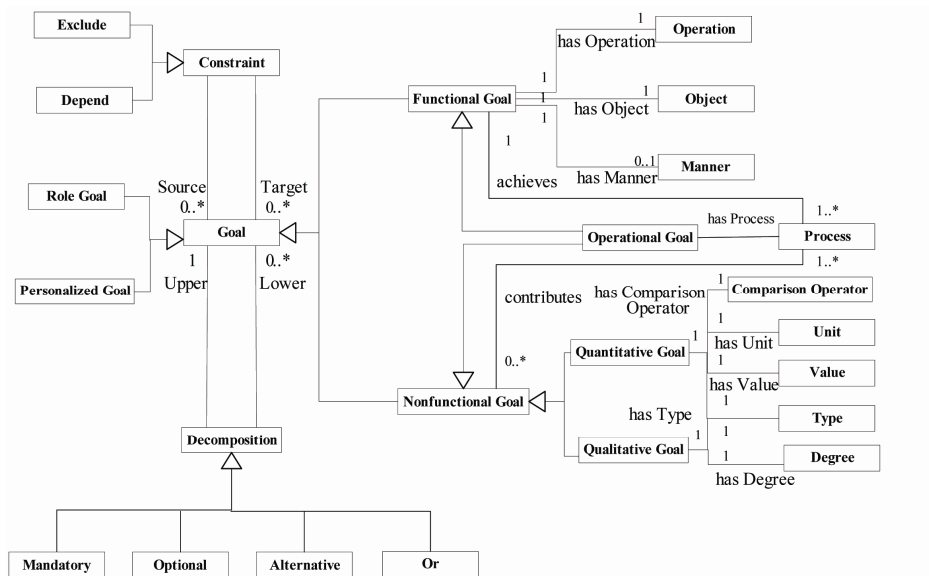 Exclude
Constraint
Depend
Functional Goal
1
has Operation
1
Operation
1
has Object
1
Object
1
has Manner
0..1
Manner
1
achieves
Role Goal
Source
0..*
Target
0..*
Goal
1
Upper
0..*
Lower
Personalized Goal
Operational Goal
has Process
1..*
Process
1..*
contributes
0..*
Nonfunctional Goal
has Comparison
Operator
1
Comparison Operator
Quantitative Goal
1
1
has Unit
Unit
1
has Value
Value
has Type
1
Type
Qualitative Goal
1
1
1
has Degree
Degree
Decomposition
Mandatory
Optional
Alternative
Or